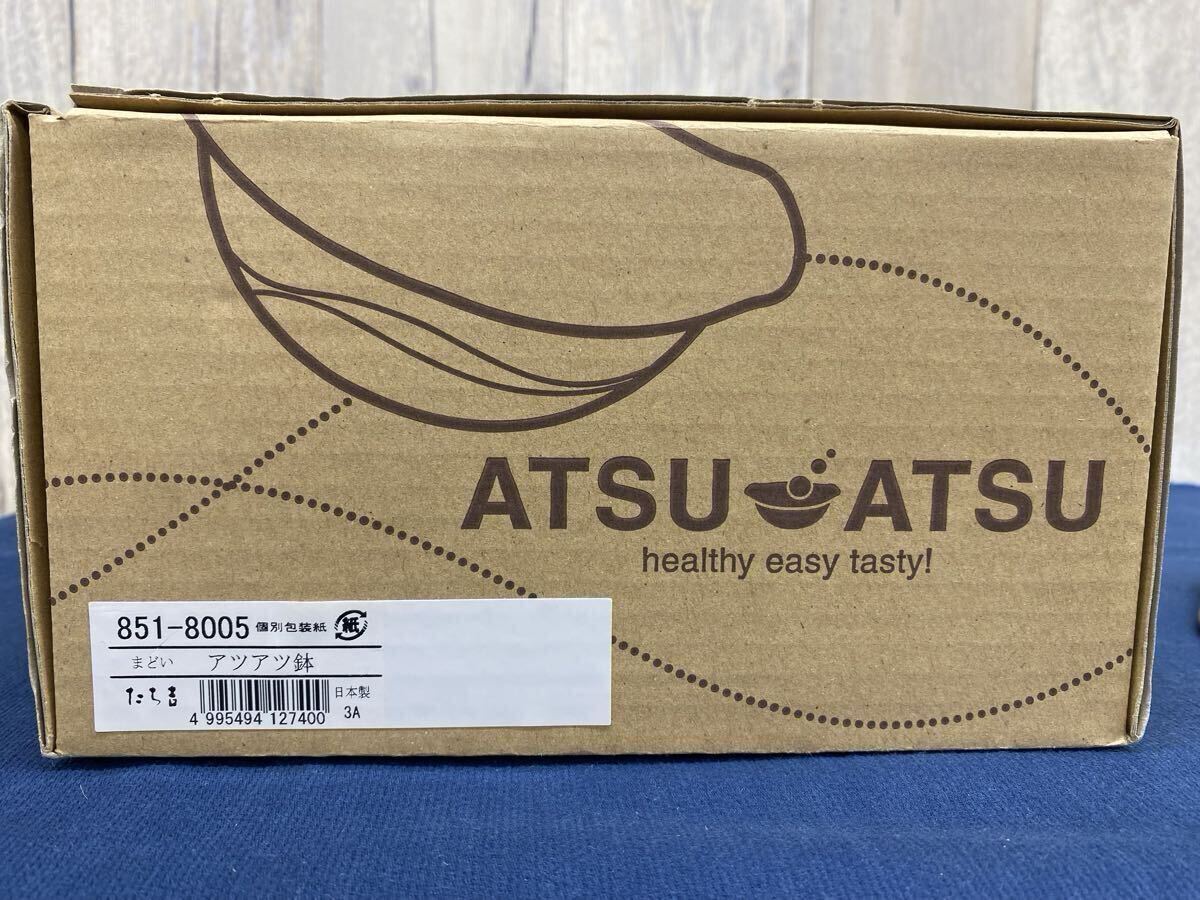 ATSU ATSU
healthy easy tasty!
851-8005 個別包装紙 紙
まどい アツアツ鉢
たち吉 日本製
4 995494 127400 3A